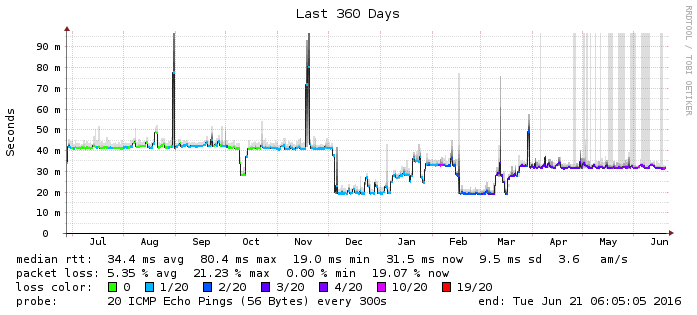 Last 360 Days
RRDTOOL / TOBI OETIKER
Seconds
90 m
80 m
70 m
60 m
50 m
40 m
30 m
20 m
10 m
0
Jul Aug Sep Oct Nov Dec Jan Feb Mar Apr May Jun
median rtt: 34.4 ms avg 80.4 ms max 19.0 ms min 31.5 ms now 9.5 ms sd 3.6 am/s
packet loss: 5.35 % avg 21.23 % max 0.00 % min 19.07 % now
loss color: 0 1/20 2/20 3/20 4/20 10/20 19/20
probe: 20 ICMP Echo Pings (56 Bytes) every 300s end: Tue Jun 21 06:05:05 2016